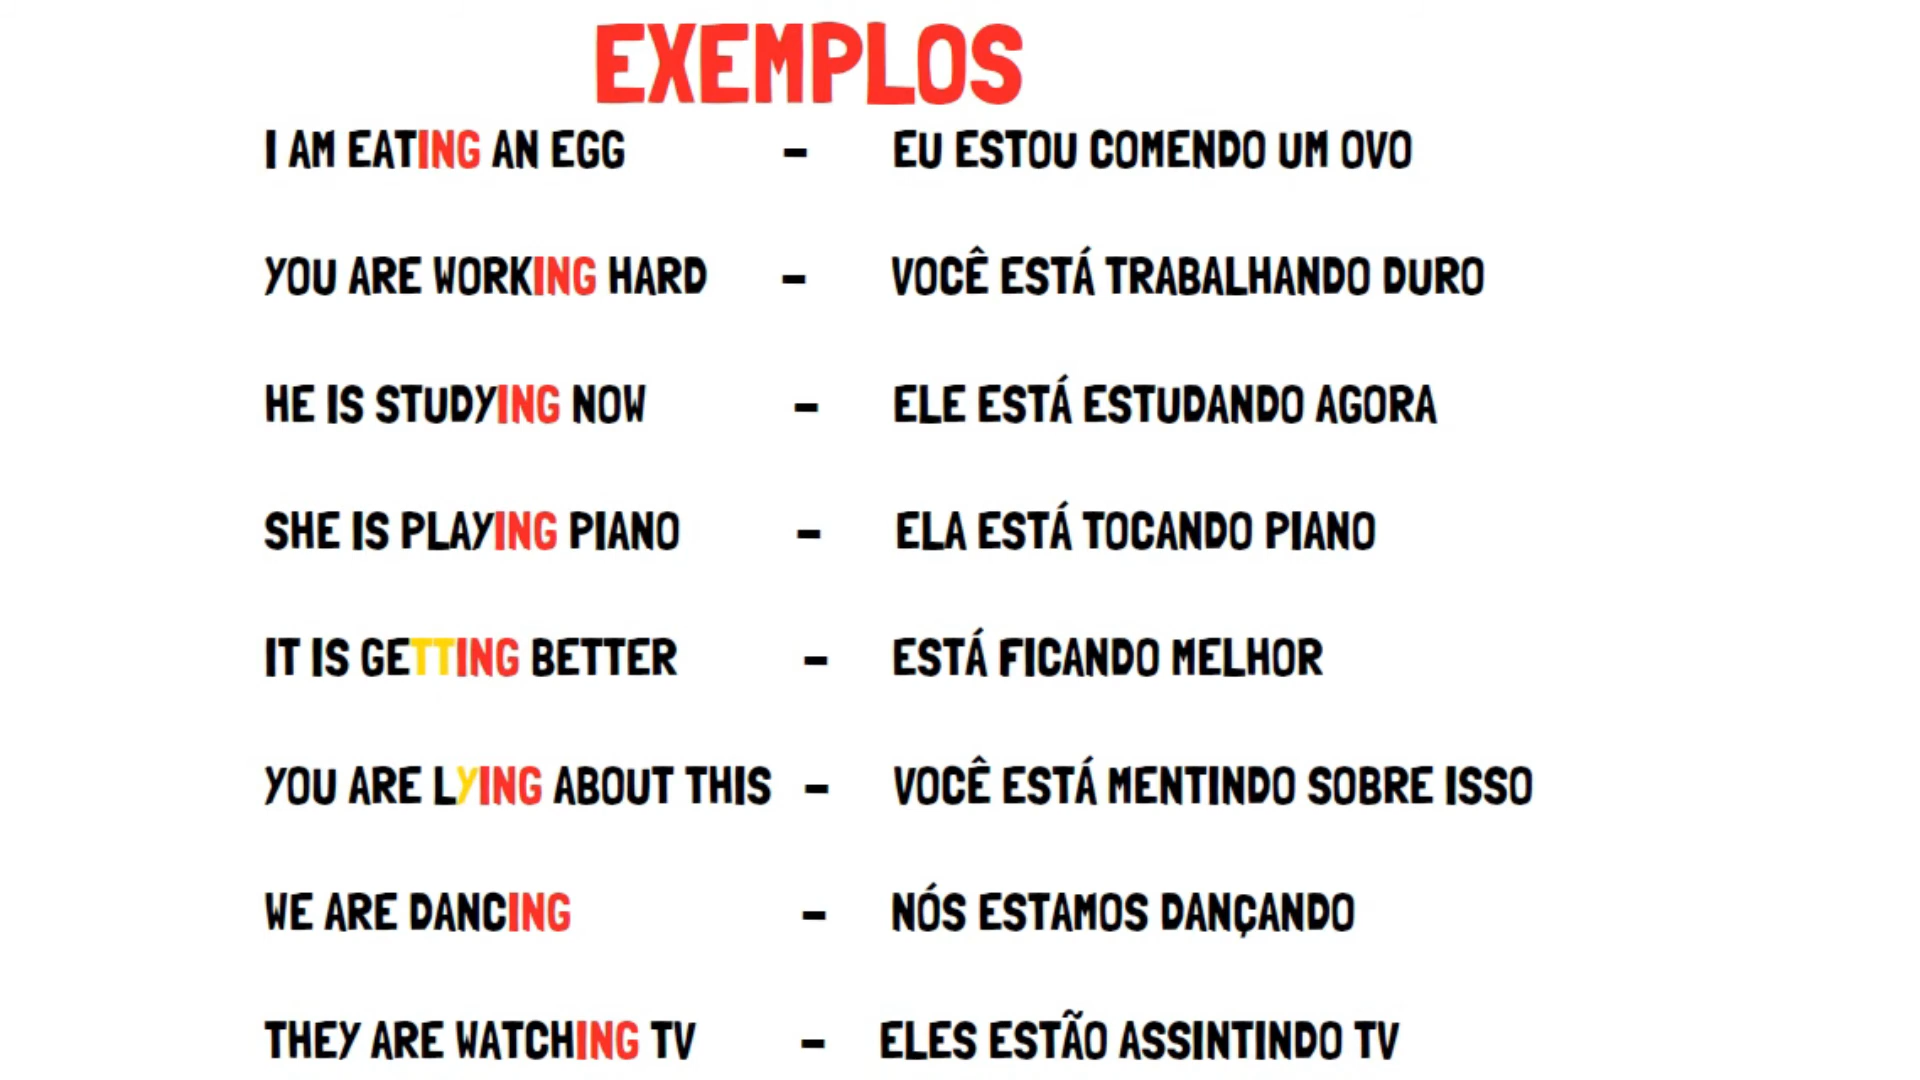 EXEMPLOS
I AM EATING AN EGG - EU ESTOU COMENDO UM OVO
YOU ARE WORKING HARD - VOCÊ ESTÁ TRABALHANDO DURO
HE IS STUDYING NOW - ELE ESTÁ ESTUDANDO AGORA
SHE IS PLAYING PIANO - ELA ESTÁ TOCANDO PIANO
IT IS GETTING BETTER - ESTÁ FICANDO MELHOR
YOU ARE LYING ABOUT THIS - VOCÊ ESTÁ MENTINDO SOBRE ISSO
WE ARE DANCING - NÓS ESTAMOS DANÇANDO
THEY ARE WATCHING TV - ELES ESTÃO ASSINTINDO TV